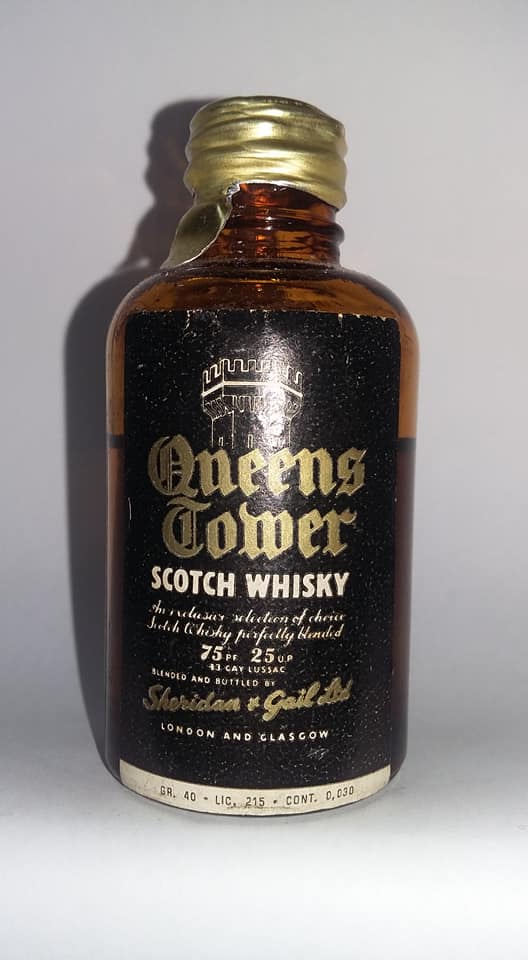 Queens
Tower
SCOTCH WHISKY
An exclusive selection of choice
Scotch Whisky perfectly blended
75 PF 25 U.P
43 GAY LUSSAC
BLENDED AND BOTTLED BY
Sheridan & Gail Ltd
LONDON AND GLASGOW
GR. 40 - LIC. 215 - CONT. 0,030